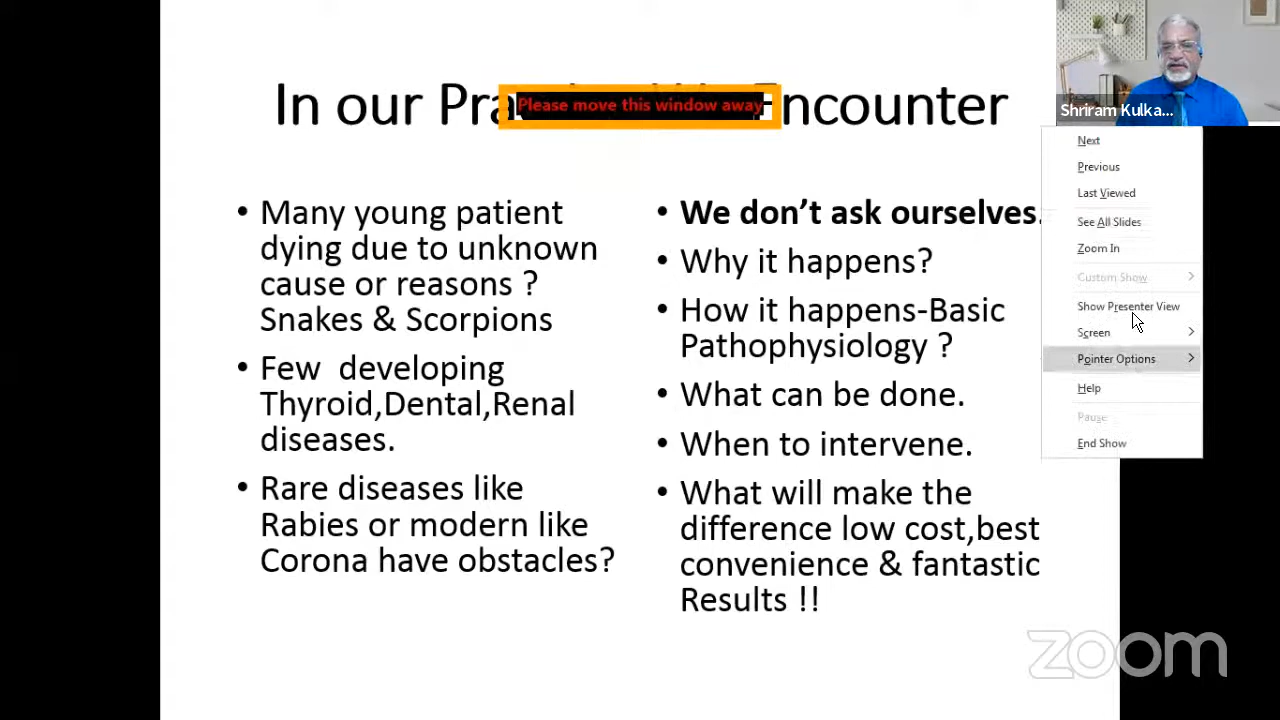 In our Pra Encounter
Please move this window away
• Many young patient
dying due to unknown
cause or reasons ?
Snakes & Scorpions
• Few developing
Thyroid,Dental,Renal
diseases.
• Rare diseases like
Rabies or modern like
Corona have obstacles?
• We don’t ask ourselves.
• Why it happens?
• How it happens-Basic
Pathophysiology ?
• What can be done.
• When to intervene.
• What will make the
difference low cost,best
convenience & fantastic
Results !!
Shriram Kulka...
Next
Previous
Last Viewed
See All Slides
Zoom In
Custom Show
Show Presenter View
Screen
Pointer Options
Help
Pause
End Show
zoom